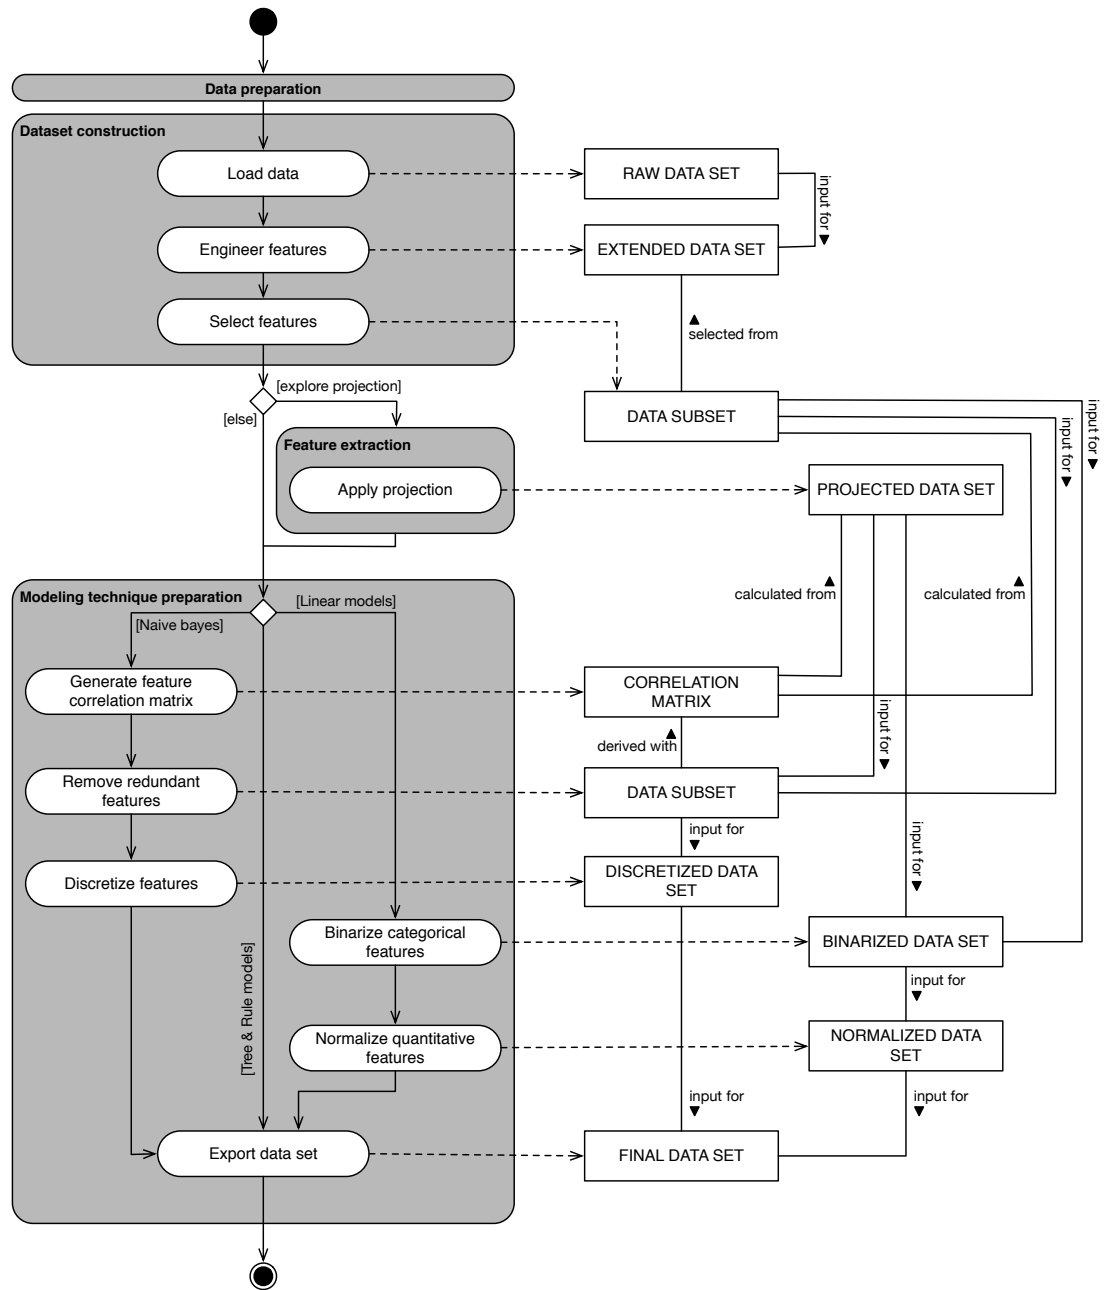 Data preparation
Dataset construction
Load data
RAW DATA SET
input for ▼
Engineer features
EXTENDED DATA SET
Select features
▲
selected from
[explore projection]
[else]
DATA SUBSET
input for ▼
input for ▼
Feature extraction
Apply projection
PROJECTED DATA SET
▲
calculated from
▲
calculated from
Modeling technique preparation
[Linear models]
[Naive bayes]
Generate feature
correlation matrix
CORRELATION
MATRIX
input for ▼
▲
derived with
Remove redundant
features
DATA SUBSET
input for
▼
input for ▼
Discretize features
DISCRETIZED DATA
SET
Binarize categorical
features
BINARIZED DATA SET
[Tree & Rule models]
input for
▼
Normalize quantitative
features
NORMALIZED DATA
SET
input for
▼
input for
▼
Export data set
FINAL DATA SET